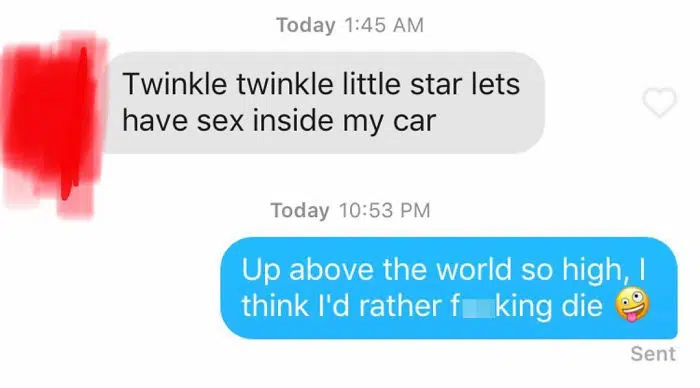 Today 1:45 AM
Twinkle twinkle little star lets
have sex inside my car
Today 10:53 PM
Up above the world so high, I
think I'd rather f  king die 🤪
Sent